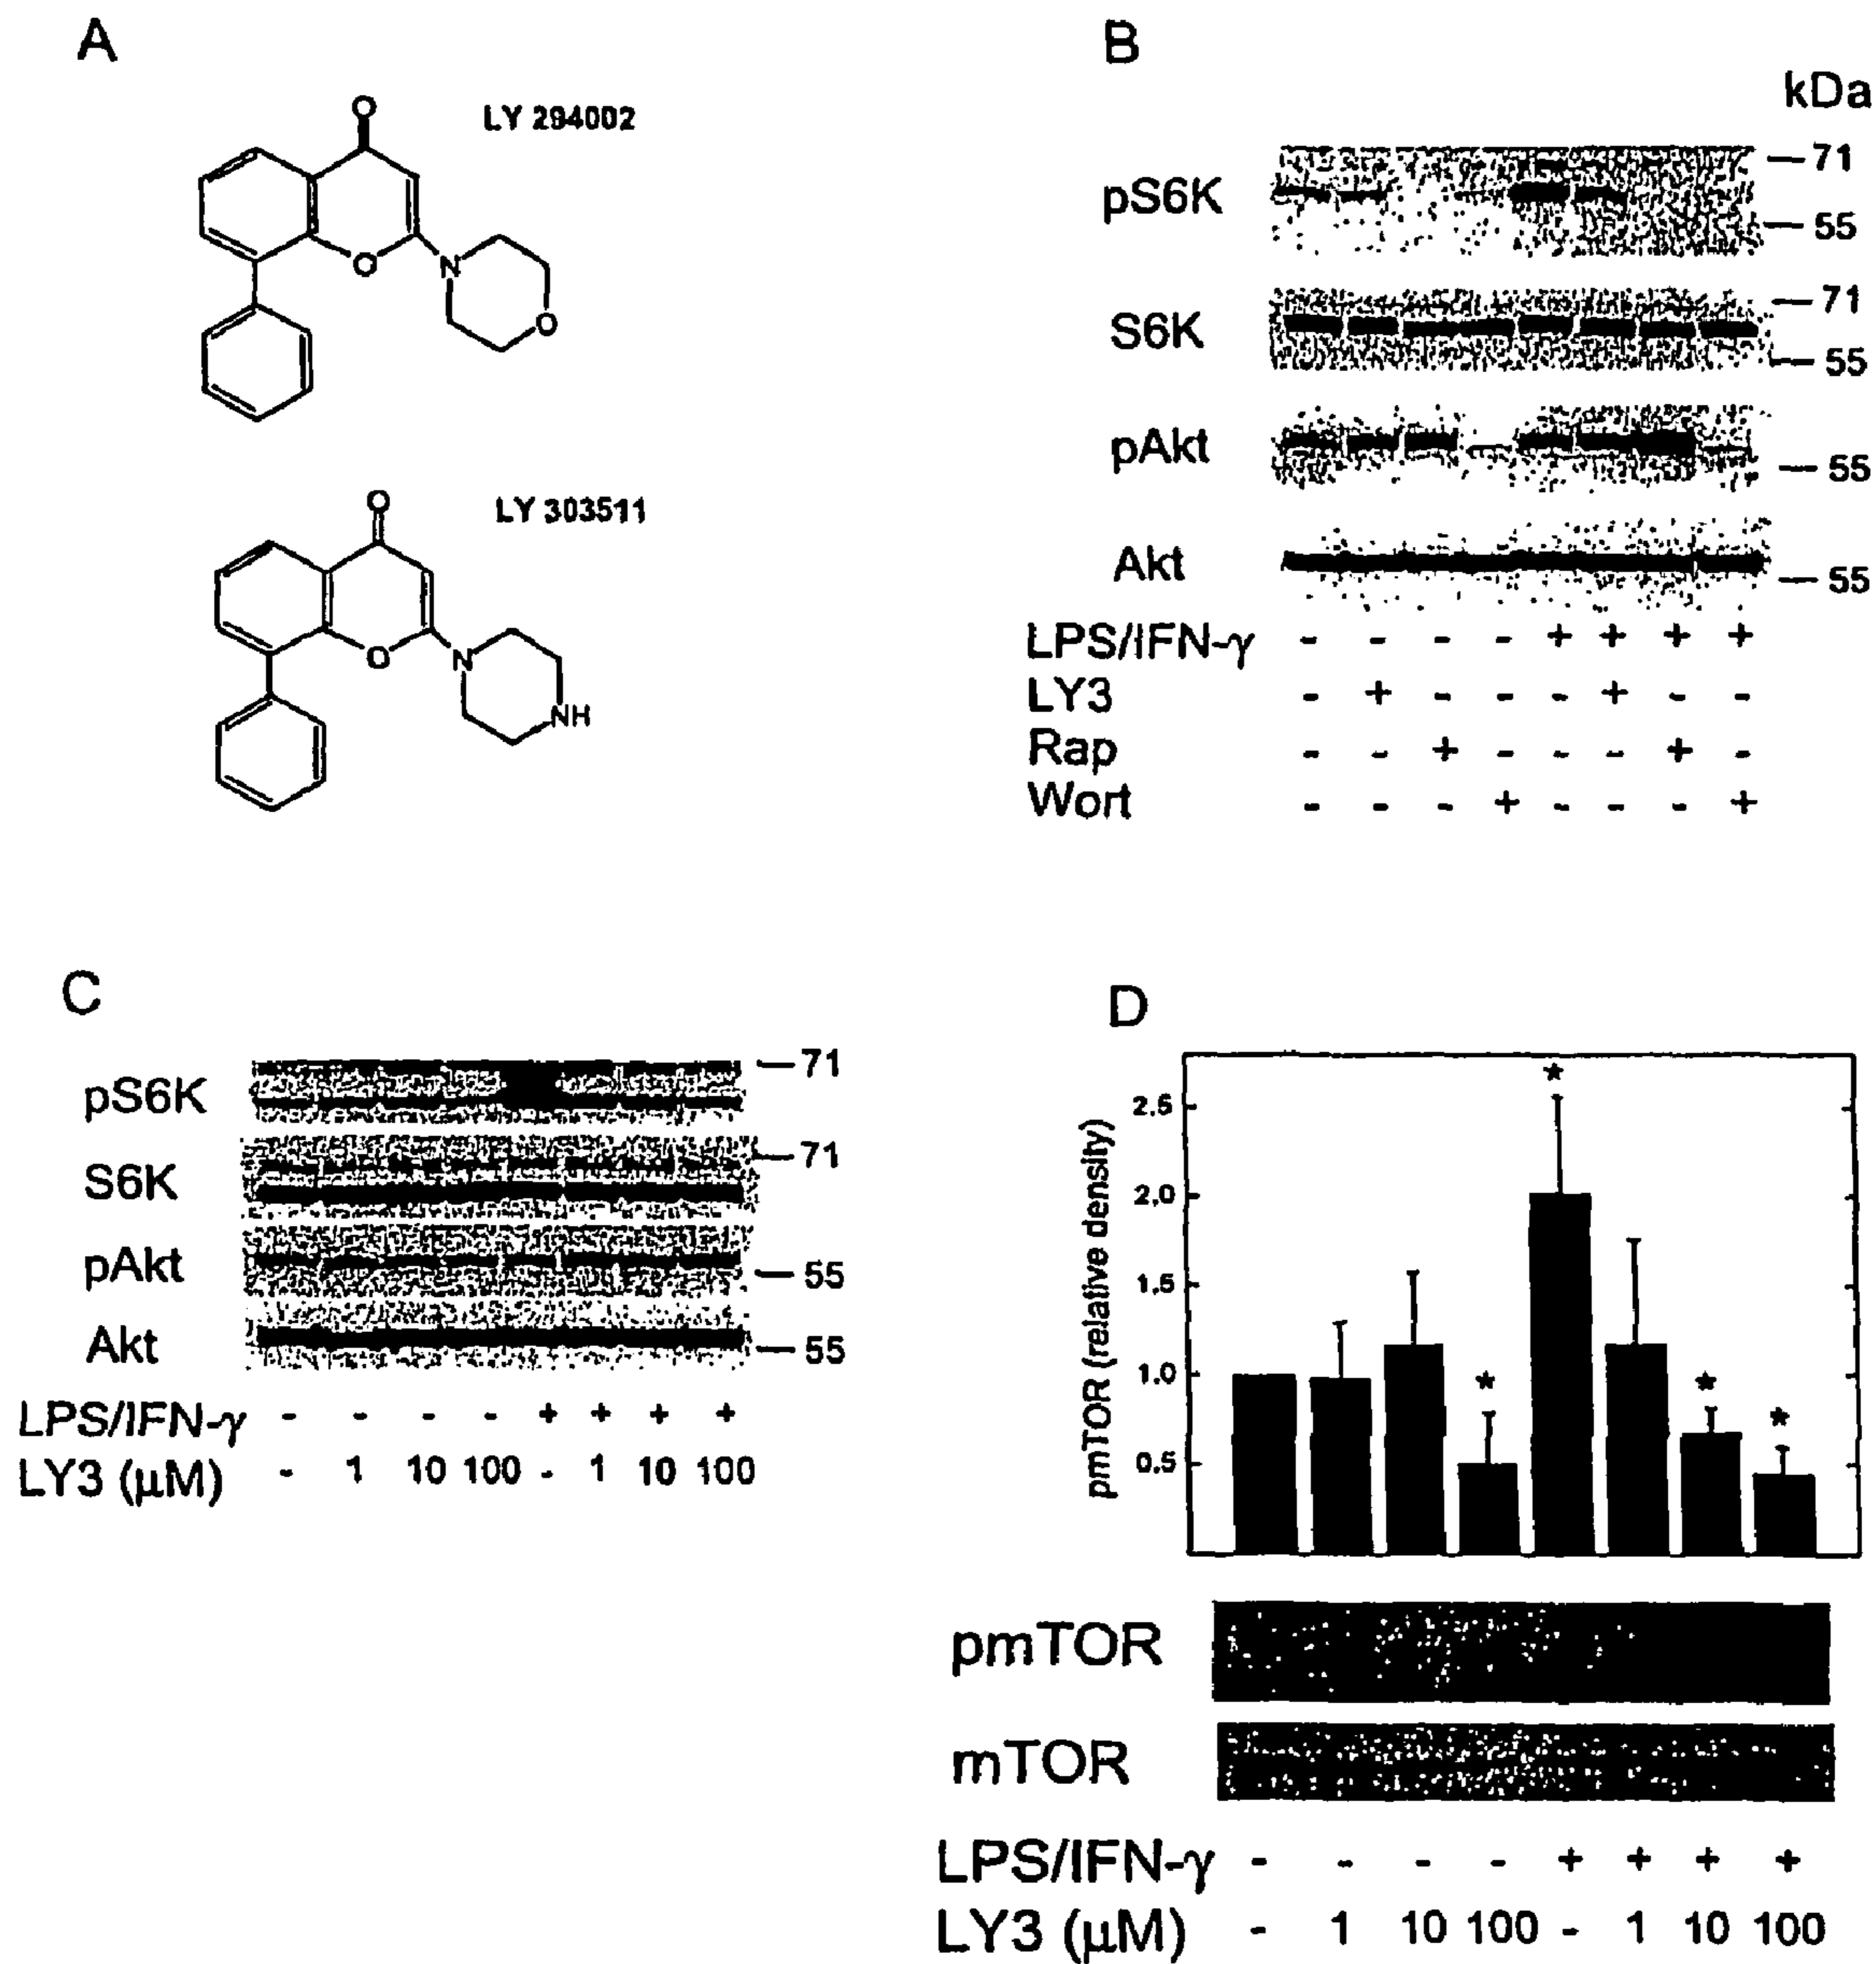 A
LY 294002
O
O
N
O
LY 303511
O
O
N
NH
B
kDa
pS6K
71
55
S6K
71
55
pAkt
55
Akt
55
LPS/IFN-γ - - - - + + + +
LY3 - + - - - + - -
Rap - - + - - - + -
Wort - - - + - - - +
C
pS6K
71
S6K
71
pAkt
55
Akt
55
LPS/IFN-γ - - - - + + + +
LY3 (μM) - 1 10 100 - 1 10 100
D
pmTOR (relative density)
2.5
2.0
1.5
1.0
0.5
* * * *
pmTOR
mTOR
LPS/IFN-γ - - - - + + + +
LY3 (μM) - 1 10 100 - 1 10 100